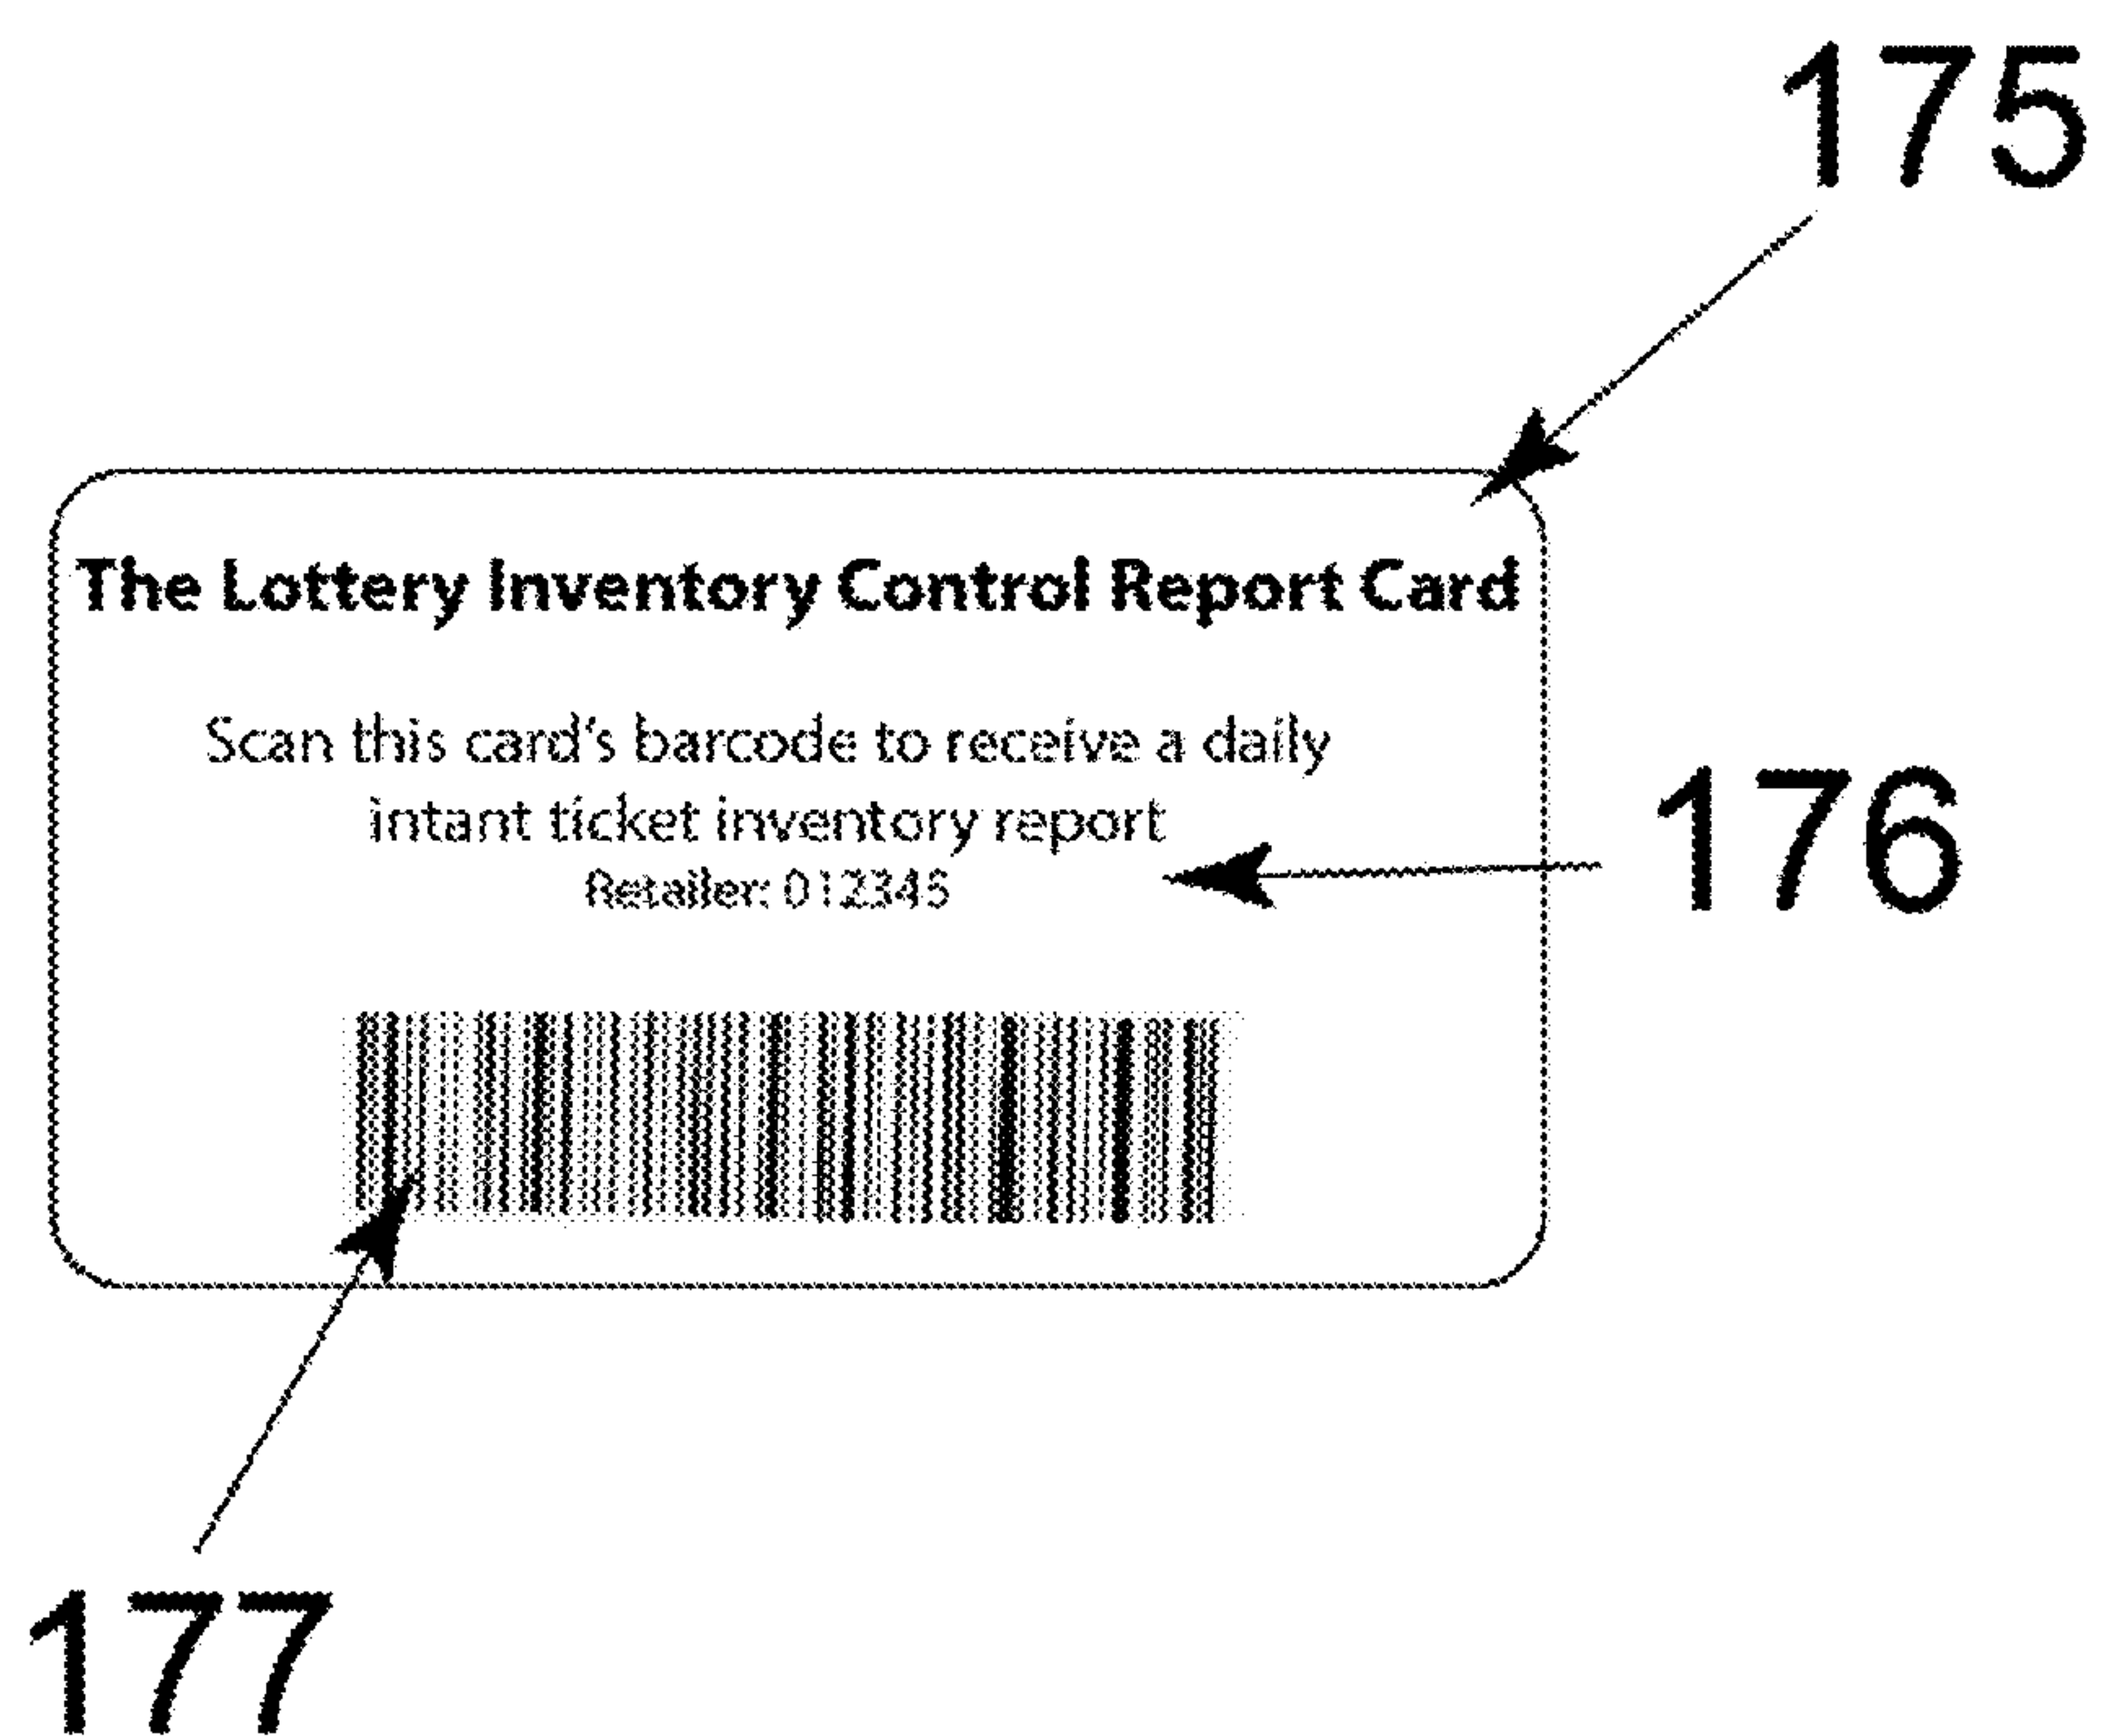 175
The Lottery Inventory Control Report Card
Scan this card's barcode to receive a daily
intant ticket inventory report
Retailer: 012345
176
177